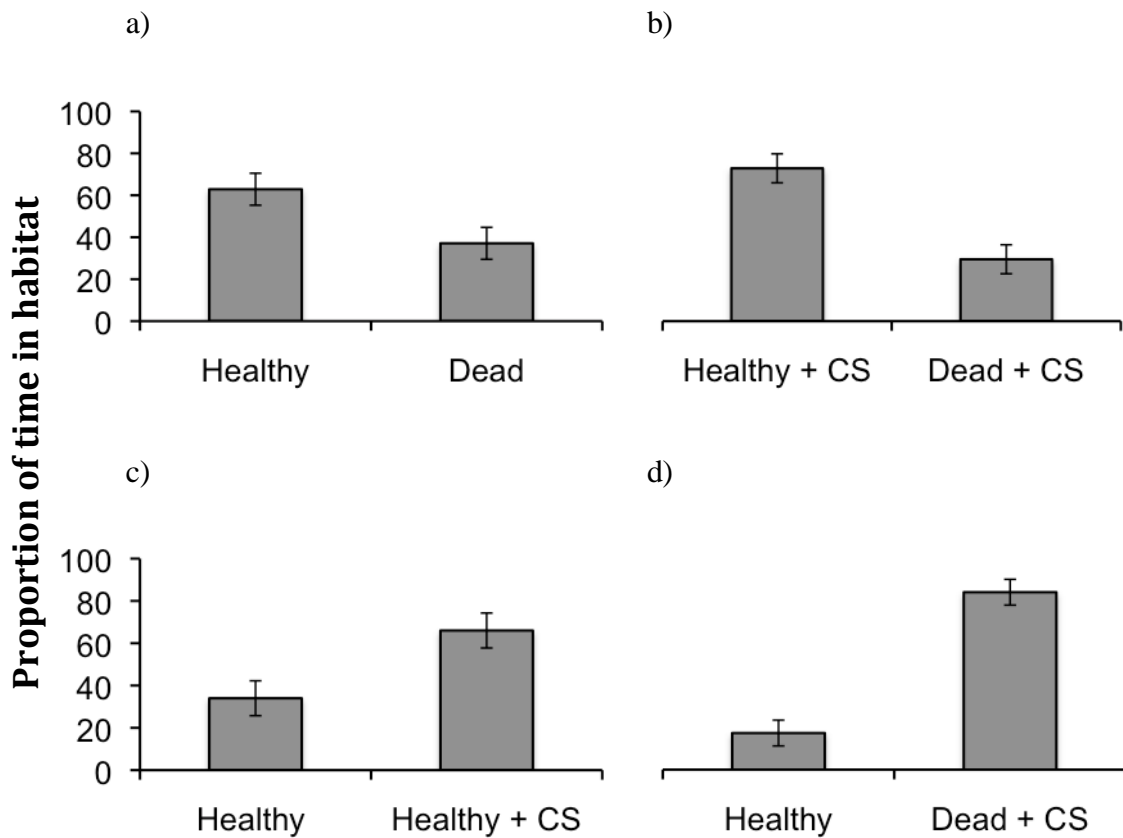 a)
b)
Proportion of time in habitat
100
80
60
40
20
0
Healthy
Dead
Healthy + CS
Dead + CS
c)
d)
100
80
60
40
20
0
Healthy
Healthy + CS
Healthy
Dead + CS